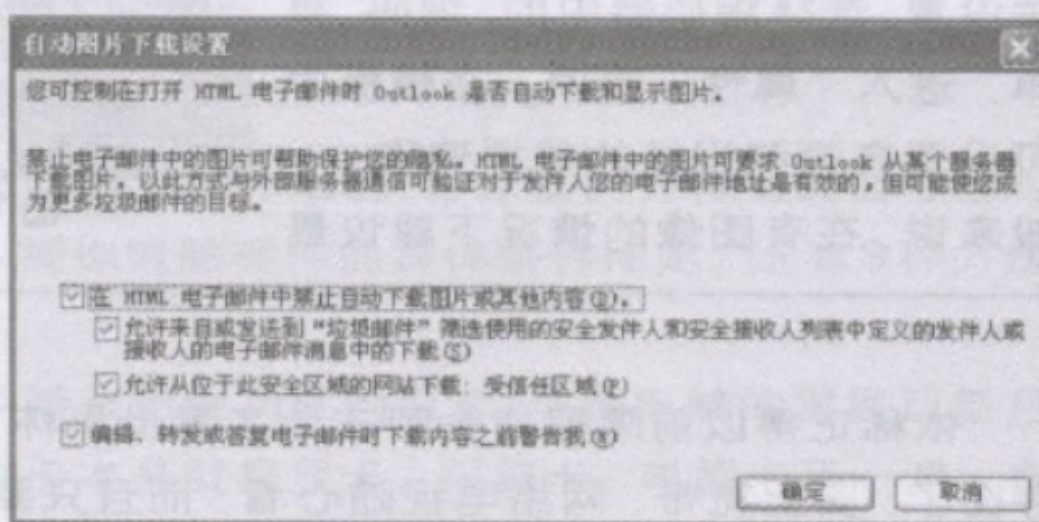 自动图片下载设置
您可控制在打开 HTML 电子邮件时 Outlook 是否自动下载和显示图片。
禁止电子邮件中的图片可帮助保护您的隐私。HTML 电子邮件中的图片可要求 Outlook 从某个服务器
下载图片。以此方式与外部服务器通信可验证对于发件人您的电子邮件地址是有效的，但可能使您成
为更多垃圾邮件的目标。
在 HTML 电子邮件中禁止自动下载图片或其他内容(D)。
允许来自或发送到“垃圾邮件”筛选使用的安全发件人和安全接收人列表中定义的发件人或
接收人的电子邮件消息中的下载(S)
允许从位于此安全区域的网站下载: 受信任区域(P)
编辑、转发或答复电子邮件时下载内容之前警告我(W)
确定 取消